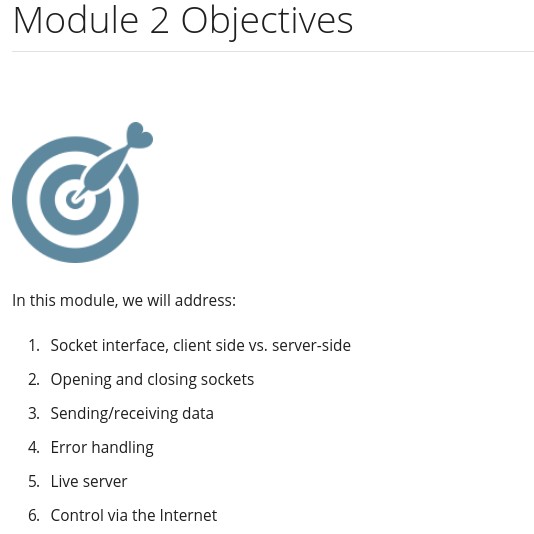 Module 2 Objectives
In this module, we will address:
1. Socket interface, client side vs. server-side
2. Opening and closing sockets
3. Sending/receiving data
4. Error handling
5. Live server
6. Control via the Internet